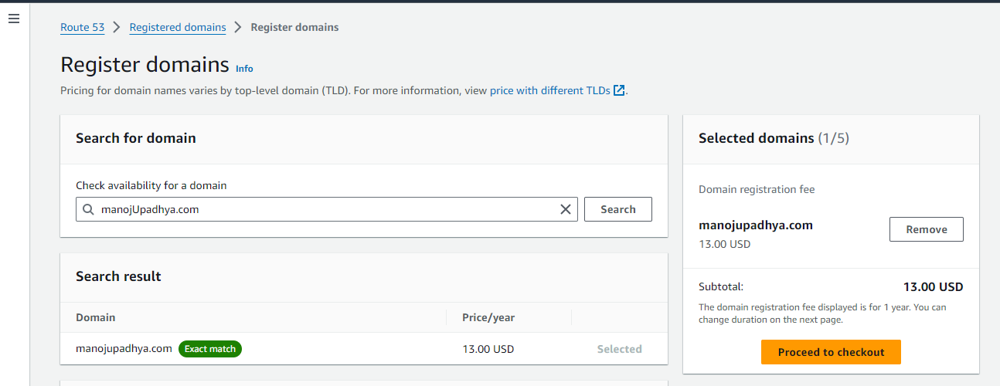 Route 53 > Registered domains > Register domains
Register domains Info
Pricing for domain names varies by top-level domain (TLD). For more information, view price with different TLDs.
Search for domain
Check availability for a domain
manojUpadhya.com
Search
Search result
Domain Price/year
manojupadhya.com Exact match 13.00 USD Selected
Selected domains (1/5)
Domain registration fee
manojupadhya.com
Remove
13.00 USD
Subtotal: 13.00 USD
The domain registration fee displayed is for 1 year. You can
change duration on the next page.
Proceed to checkout